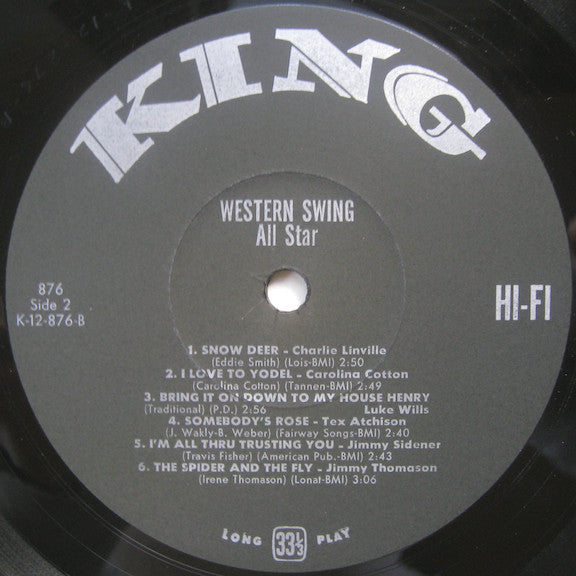 KING
WESTERN SWING
All Star
876
Side 2
K-12-876-B
HI-FI
1. SNOW DEER - Charlie Linville
(Eddie Smith) (Lois-BMI) 2:50
2. I LOVE TO YODEL - Carolina Cotton
(Carolina Cotton) (Tannen-BMI) 2:49
3. BRING IT ON DOWN TO MY HOUSE HENRY
(Traditional) (P.D.) 2:56 Luke Wills
4. SOMEBODY'S ROSE - Tex Atchison
(J. Wakly-B. Weber) (Fairway Songs-BMI) 2:40
5. I'M ALL THRU TRUSTING YOU - Jimmy Sidener
(Travis Fisher) (American Pub.-BMI) 2:43
6. THE SPIDER AND THE FLY - Jimmy Thomason
(Irene Thomason) (Lonat-BMI) 3:06
LONG 33⅓ PLAY